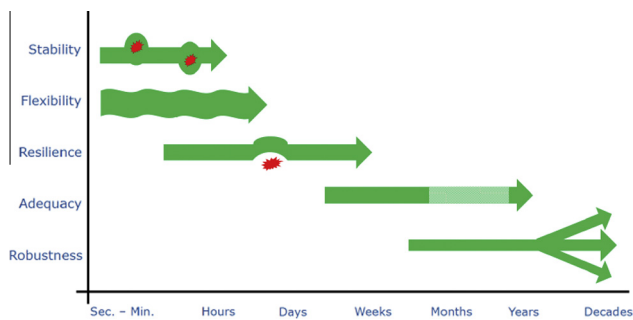 Stability
Flexibility
Resilience
Adequacy
Robustness
Sec. – Min. Hours Days Weeks Months Years Decades